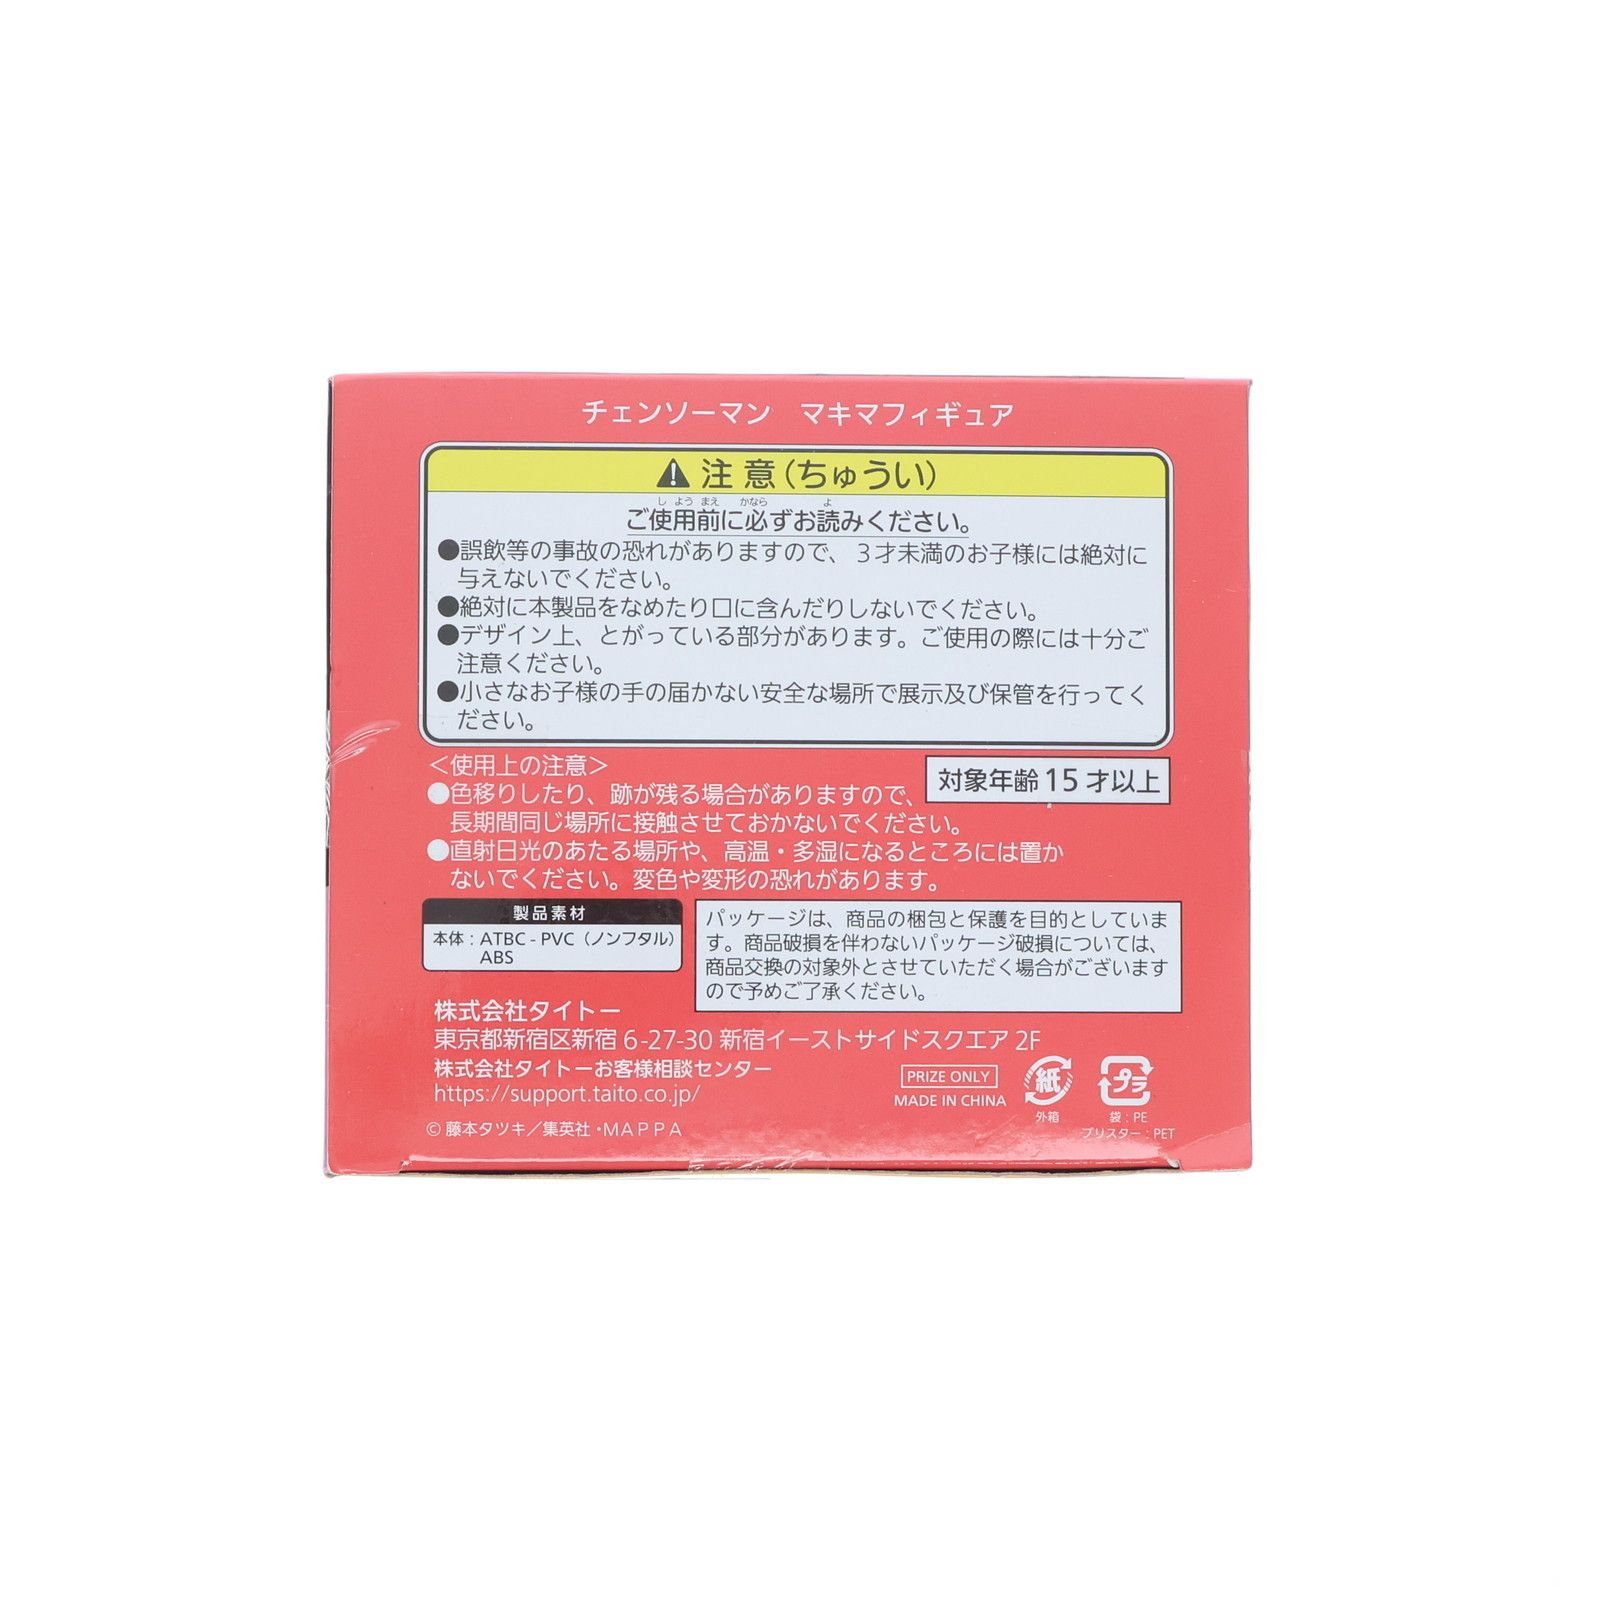 チェンソーマン　マキマフィギュア
注意(ちゅうい)
ご使用前に必ずお読みください。
●誤飲等の事故の恐れがありますので、3才未満のお子様には絶対に
与えないでください。
●絶対に本製品をなめたり口に含んだりしないでください。
●デザイン上、とがっている部分があります。ご使用の際には十分ご
注意ください。
●小さなお子様の手の届かない安全な場所で展示及び保管を行ってく
ださい。
＜使用上の注意＞
対象年齢15才以上
●色移りしたり、跡が残る場合がありますので、
長期間同じ場所に接触させておかないでください。
●直射日光のあたる場所や、高温・多湿になるところには置か
ないでください。変色や変形の恐れがあります。
製品素材
本体：ATBC-PVC（ノンフタル）
ABS
パッケージは、商品の梱包と保護を目的としていま
す。商品破損を伴わないパッケージ破損については、
商品交換の対象外とさせていただく場合がございます
ので予めご了承ください。
株式会社タイトー
東京都新宿区新宿6-27-30 新宿イーストサイドスクエア 2F
株式会社タイトーお客様相談センター
https://support.taito.co.jp/
©藤本タツキ／集英社・MAPPA
PRIZE ONLY
MADE IN CHINA
紙
外箱
プラ
袋：PE
ブリスター：PET